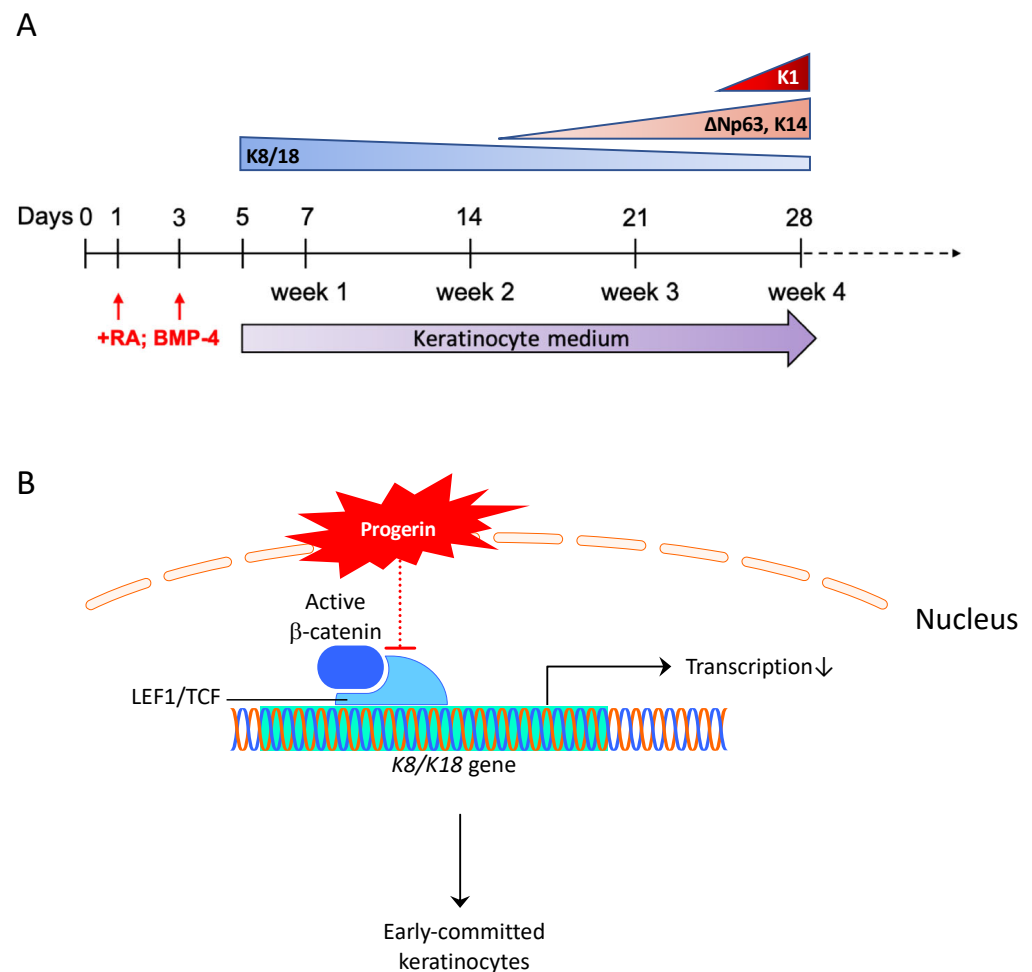 A
K1
ΔNp63, K14
K8/18
Days 0 1 3 5 7 14 21 28
week 1 week 2 week 3 week 4
+RA; BMP-4
Keratinocyte medium
B
Progerin
Active
β-catenin
Nucleus
LEF1/TCF
Transcription↓
K8/K18 gene
Early-committed
keratinocytes